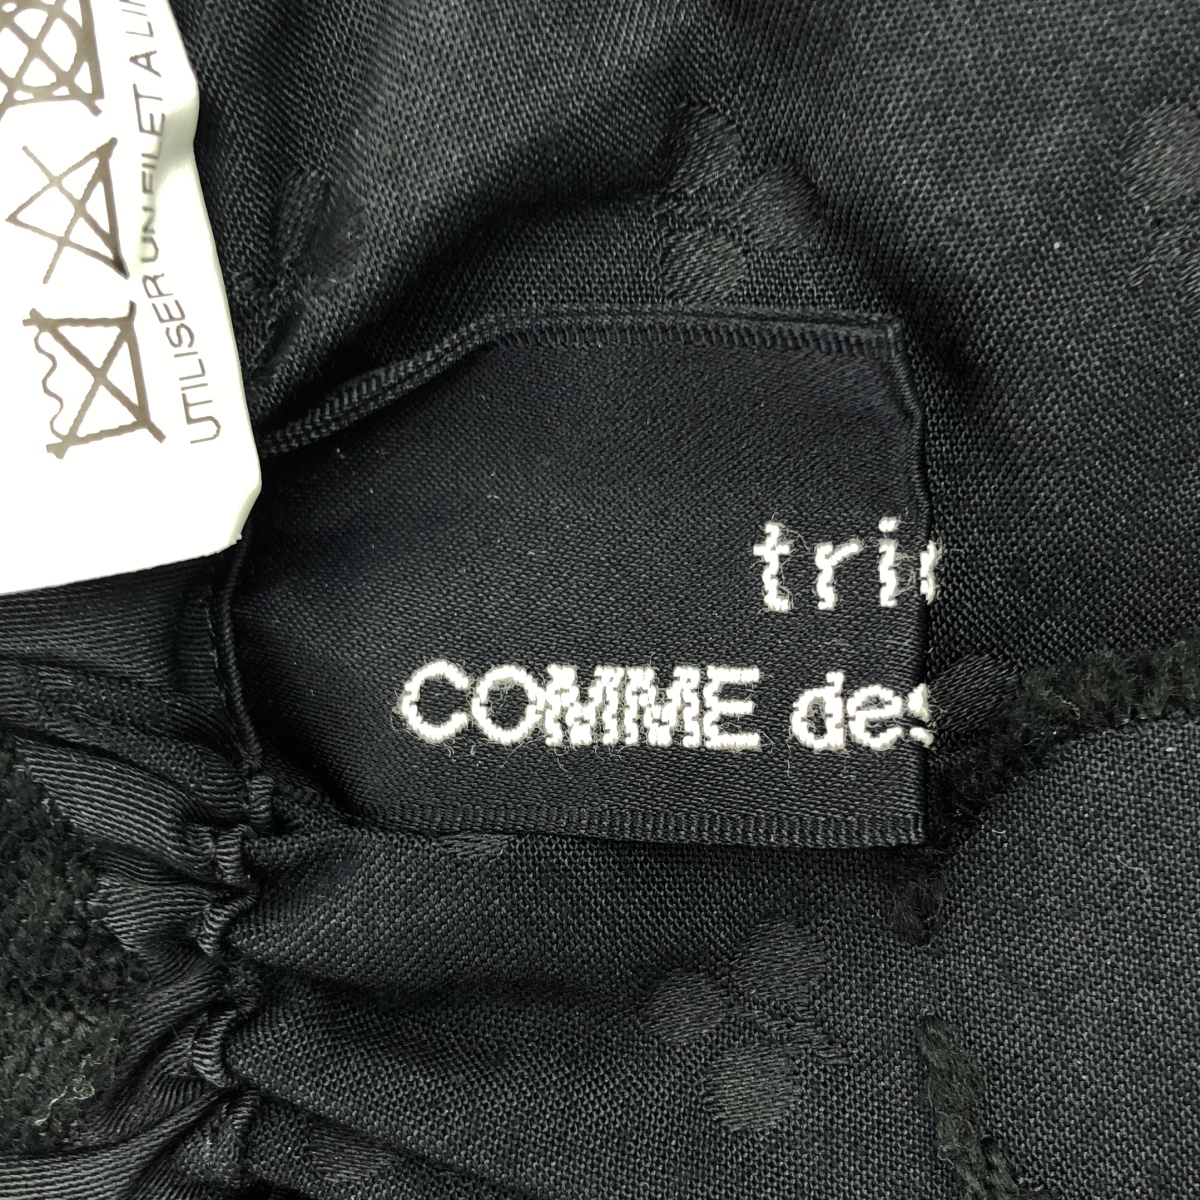 tri
COMME des
UTILISER UN FILET A LI